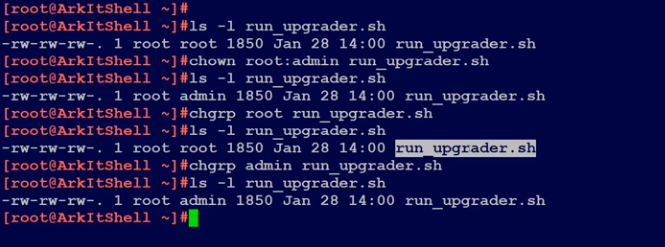 [root@ArkItShell ~]#
[root@ArkItShell ~]#ls -l run_upgrader.sh
-rw-rw-rw-. 1 root root 1850 Jan 28 14:00 run_upgrader.sh
[root@ArkItShell ~]#chown root:admin run_upgrader.sh
[root@ArkItShell ~]#ls -l run_upgrader.sh
-rw-rw-rw-. 1 root admin 1850 Jan 28 14:00 run_upgrader.sh
[root@ArkItShell ~]#chgrp root run_upgrader.sh
[root@ArkItShell ~]#ls -l run_upgrader.sh
-rw-rw-rw-. 1 root root 1850 Jan 28 14:00 run_upgrader.sh
[root@ArkItShell ~]#chgrp admin run_upgrader.sh
[root@ArkItShell ~]#ls -l run_upgrader.sh
-rw-rw-rw-. 1 root admin 1850 Jan 28 14:00 run_upgrader.sh
[root@ArkItShell ~]#